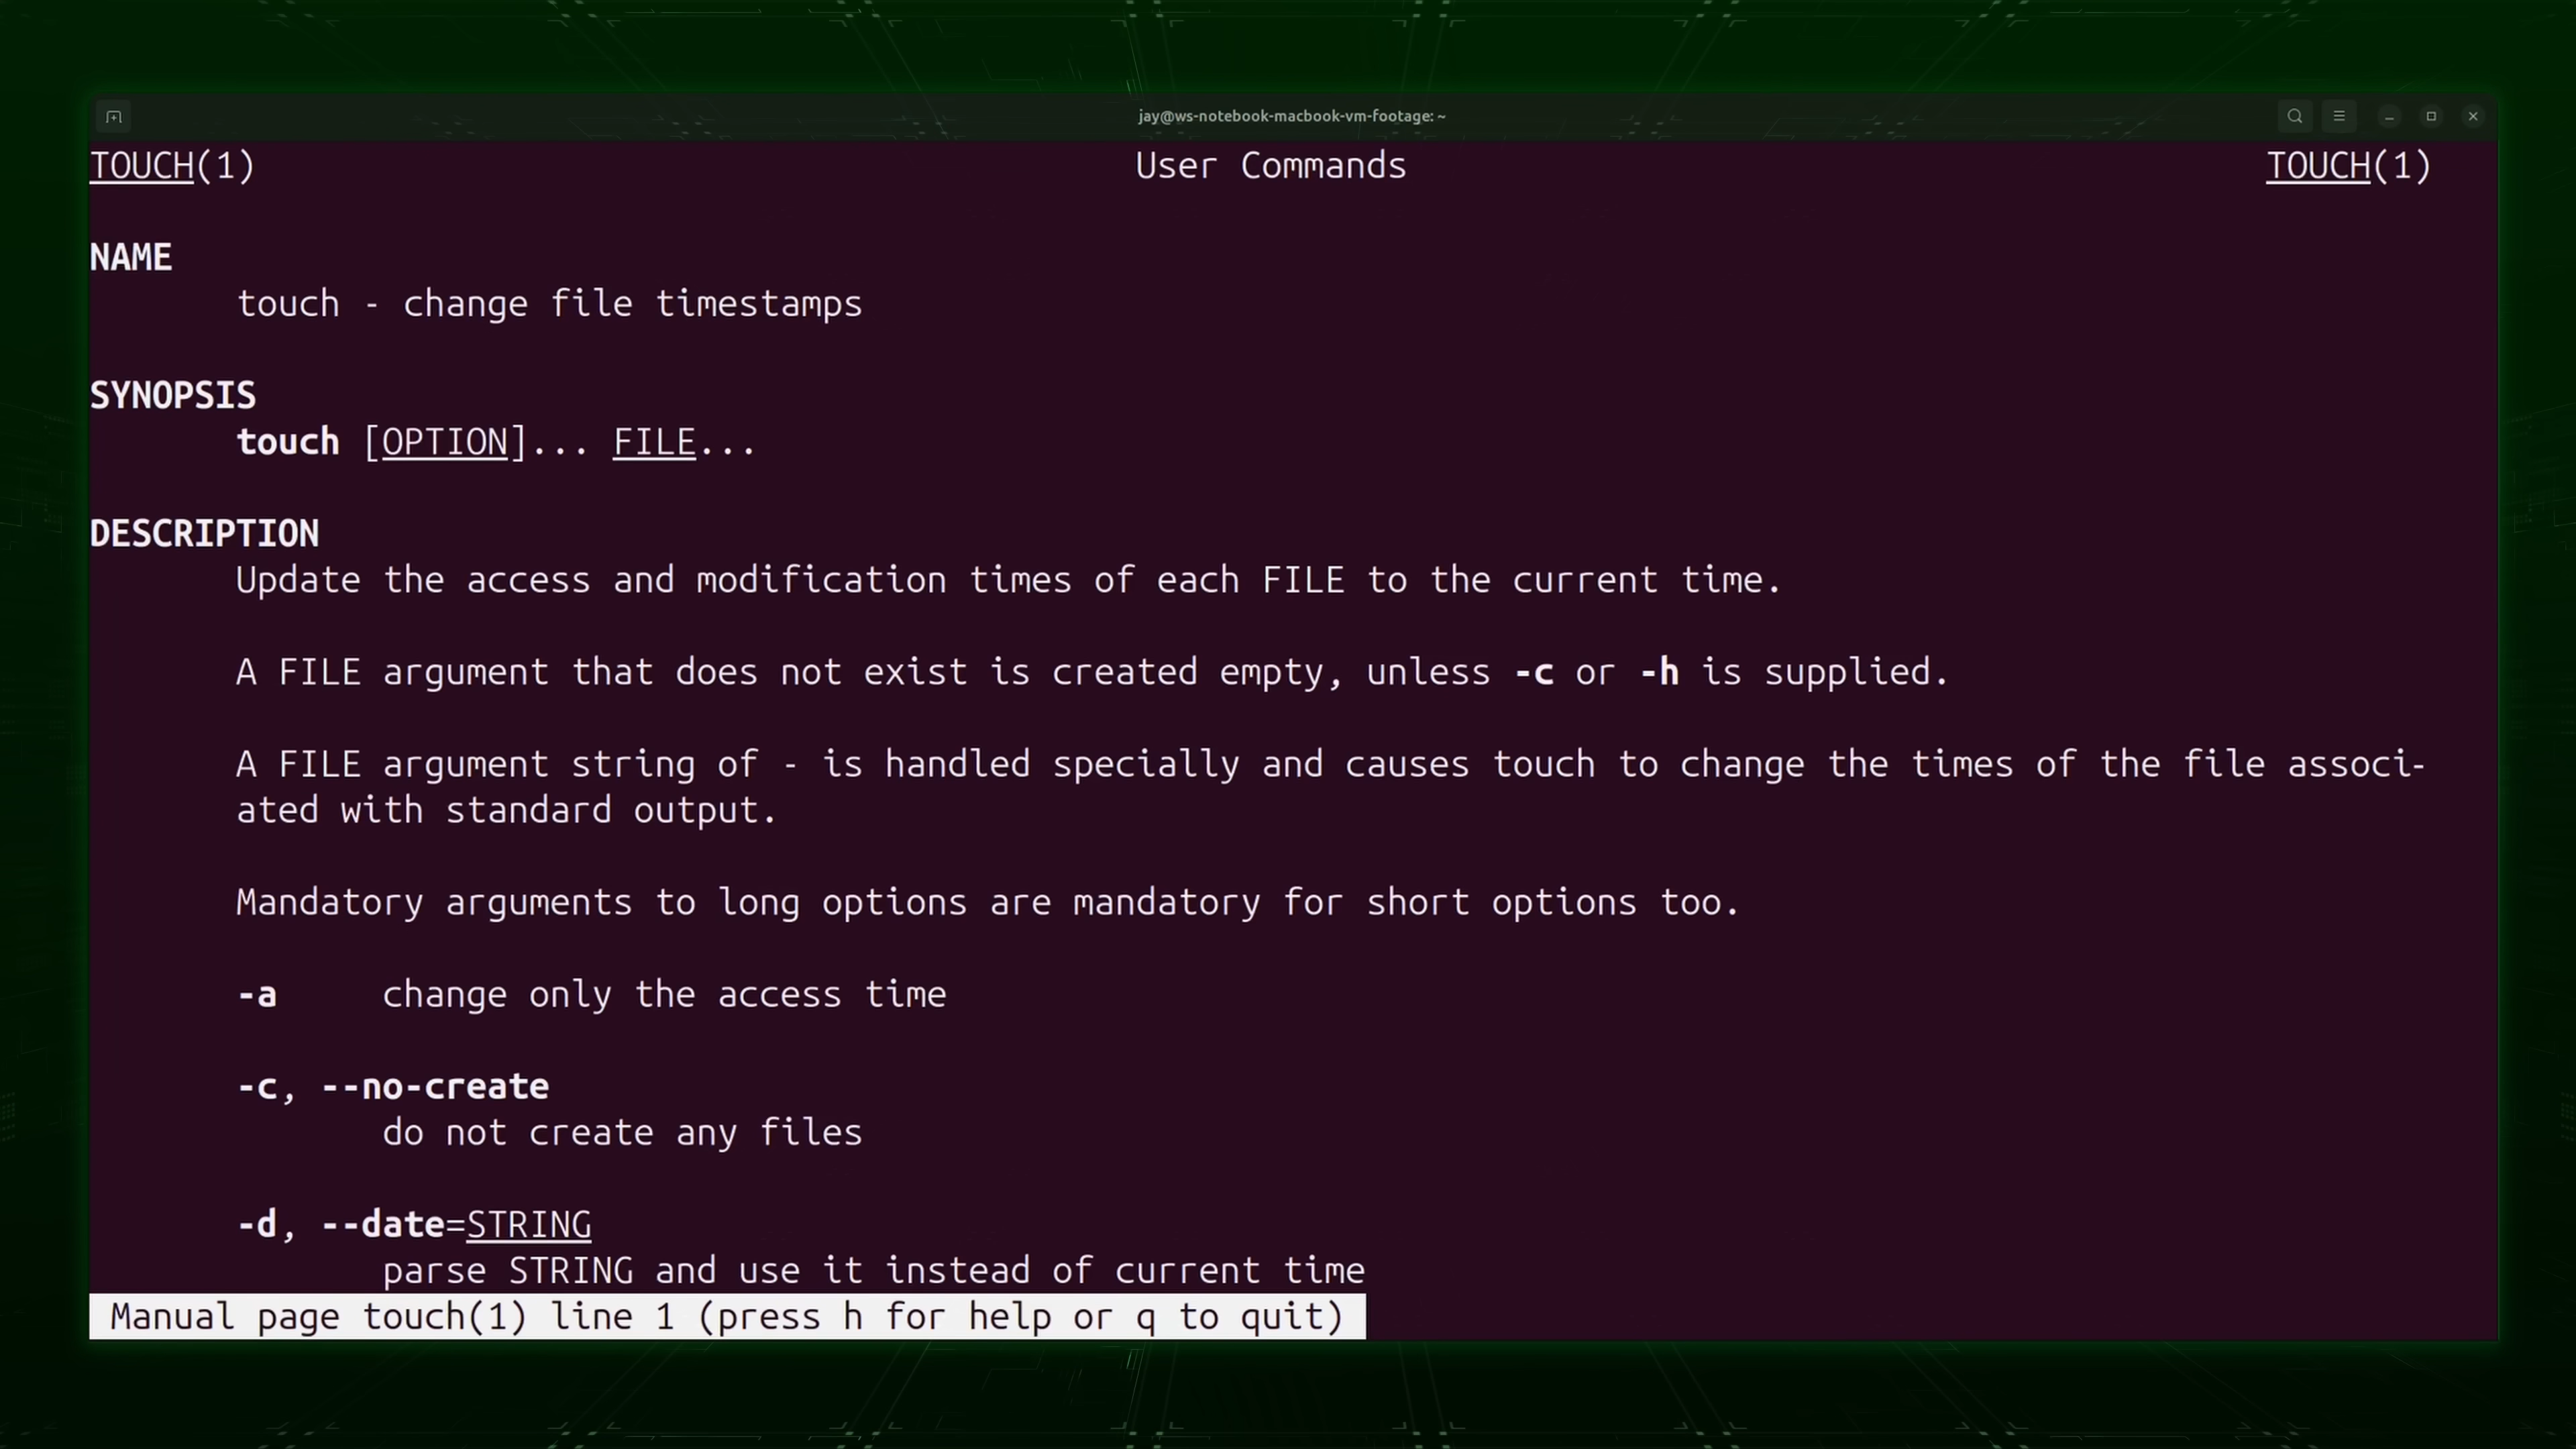 jay@ws-notebook-macbook-vm-footage: ~
TOUCH(1) User Commands TOUCH(1)
NAME
touch - change file timestamps
SYNOPSIS
touch [OPTION]... FILE...
DESCRIPTION
Update the access and modification times of each FILE to the current time.
A FILE argument that does not exist is created empty, unless -c or -h is supplied.
A FILE argument string of - is handled specially and causes touch to change the times of the file associ-
ated with standard output.
Mandatory arguments to long options are mandatory for short options too.
-a change only the access time
-c, --no-create
do not create any files
-d, --date=STRING
parse STRING and use it instead of current time
Manual page touch(1) line 1 (press h for help or q to quit)